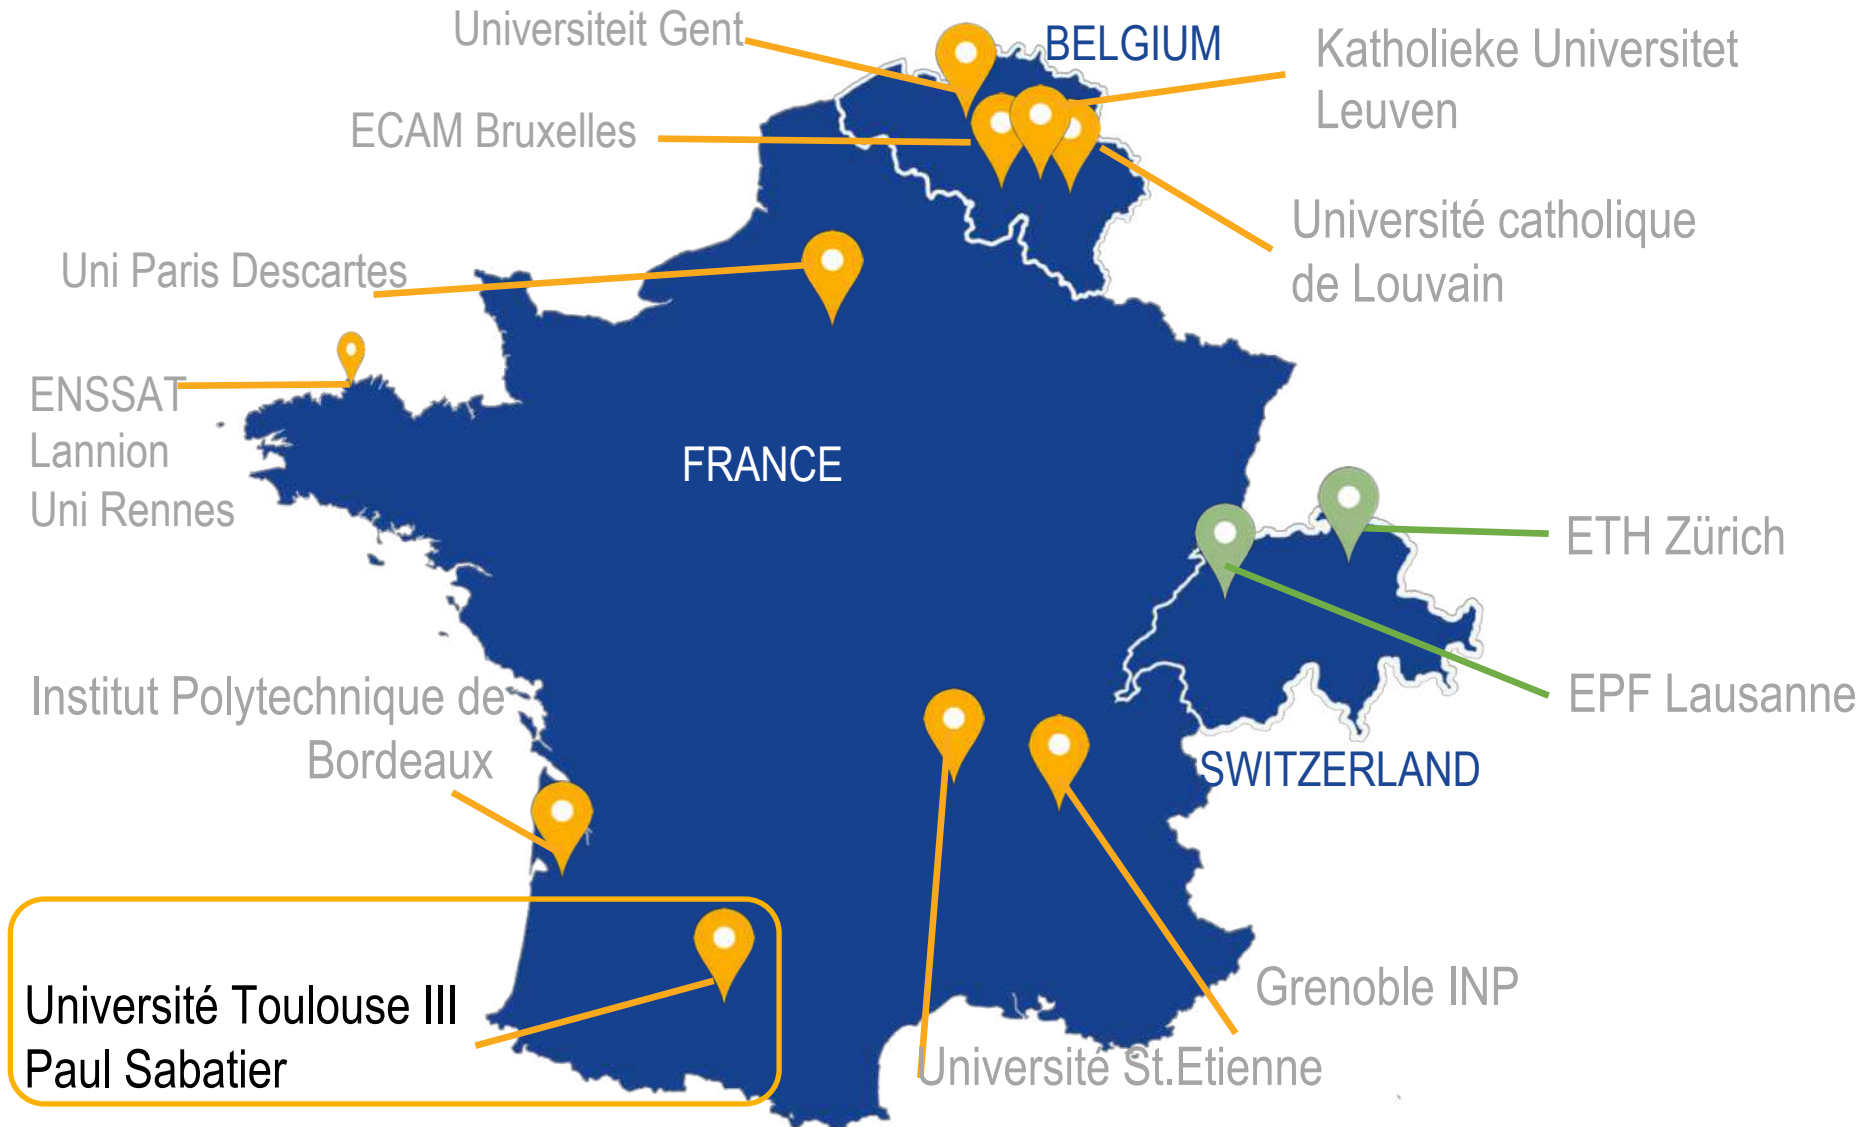 Universiteit Gent
BELGIUM
Katholieke Universitet
Leuven
ECAM Bruxelles
Université catholique
de Louvain
Uni Paris Descartes
ENSSAT
Lannion
Uni Rennes
FRANCE
ETH Zürich
EPF Lausanne
Institut Polytechnique de
Bordeaux
SWITZERLAND
Université Toulouse III
Paul Sabatier
Grenoble INP
Université St.Etienne